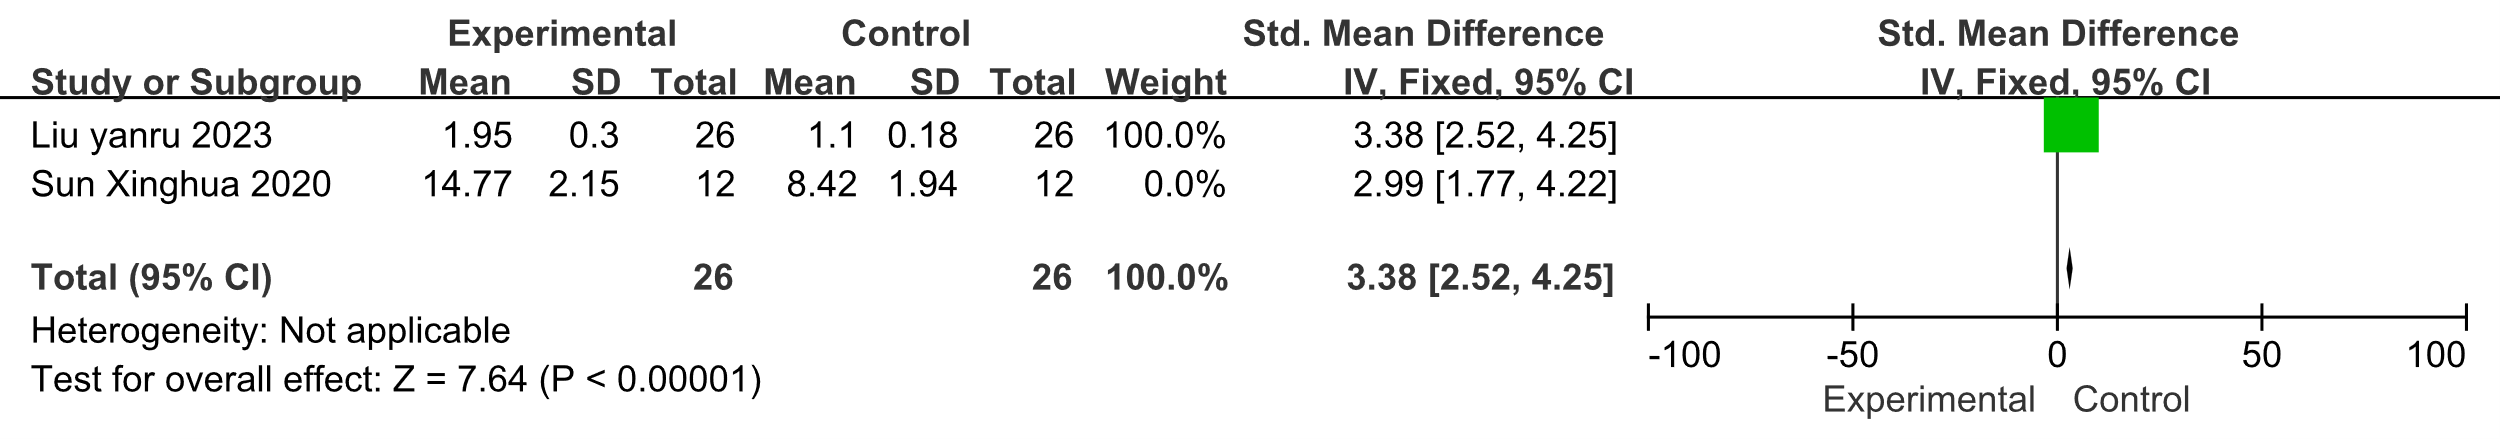 Experimental Control Std. Mean Difference Std. Mean Difference
Study or Subgroup Mean SD Total Mean SD Total Weight IV, Fixed, 95% CI IV, Fixed, 95% CI
Liu yanru 2023 1.95 0.3 26 1.1 0.18 26 100.0% 3.38 [2.52, 4.25]
Sun Xinghua 2020 14.77 2.15 12 8.42 1.94 12 0.0% 2.99 [1.77, 4.22]
Total (95% CI) 26 26 100.0% 3.38 [2.52, 4.25]
Heterogeneity: Not applicable
Test for overall effect: Z = 7.64 (P < 0.00001)
-100 -50 0 50 100
Experimental Control